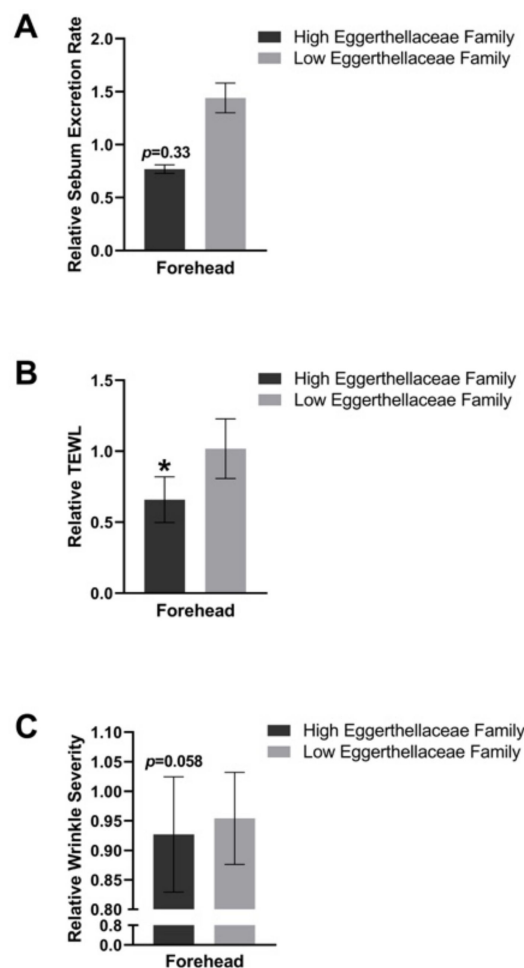 A
High Eggerthellaceae Family
Low Eggerthellaceae Family
Relative Sebum Excretion Rate
2.0
1.5
1.0
0.5
0.0
p=0.33
Forehead
B
High Eggerthellaceae Family
Low Eggerthellaceae Family
Relative TEWL
1.5
1.0
0.5
0.0
*
Forehead
C
High Eggerthellaceae Family
Low Eggerthellaceae Family
Relative Wrinkle Severity
1.10
1.05
1.00
0.95
0.90
0.85
0.80
0.8
0.0
p=0.058
Forehead